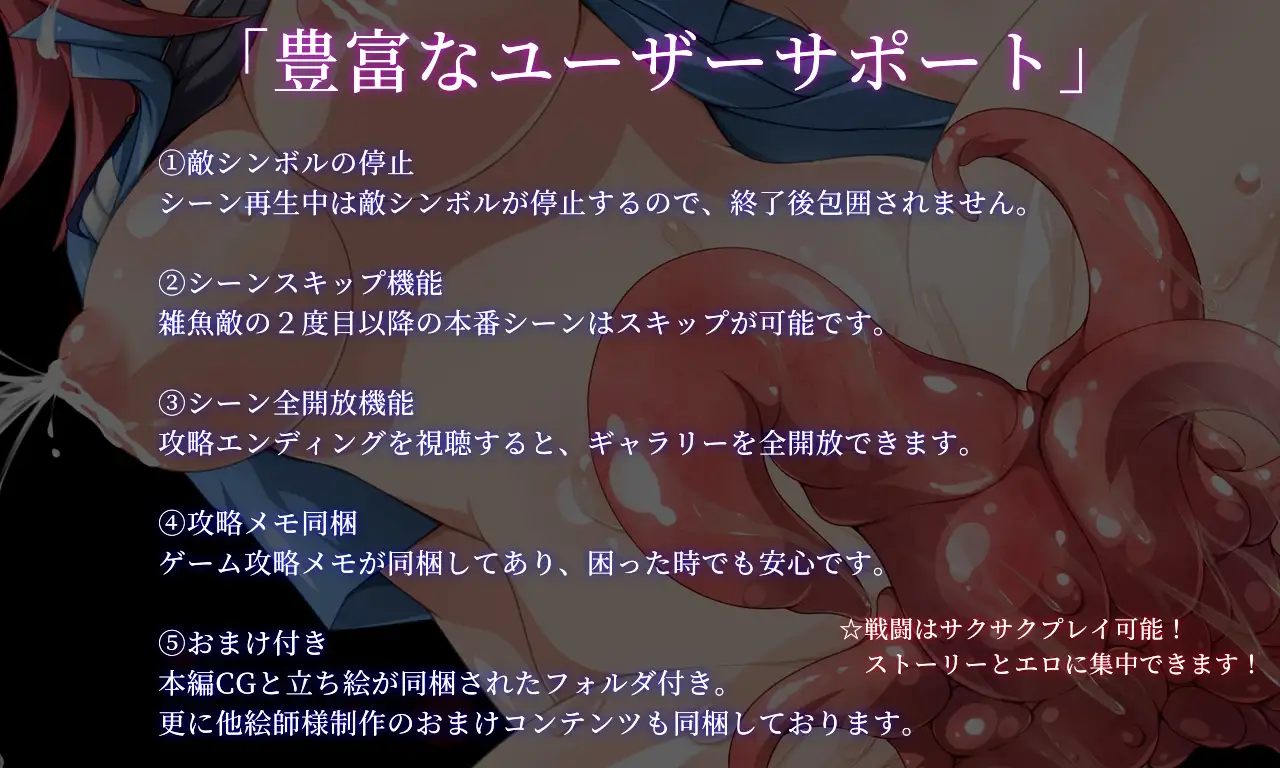 「豊富なユーザーサポート」
①敵シンボルの停止
シーン再生中は敵シンボルが停止するので、終了後包囲されません。
②シーンスキップ機能
雑魚敵の２度目以降の本番シーンはスキップが可能です。
③シーン全開放機能
攻略エンディングを視聴すると、ギャラリーを全開放できます。
④攻略メモ同梱
ゲーム攻略メモが同梱してあり、困った時でも安心です。
⑤おまけ付き
本編CGと立ち絵が同梱されたフォルダ付き。
更に他絵師様制作のおまけコンテンツも同梱しております。
☆戦闘はサクサクプレイ可能！
ストーリーとエロに集中できます！